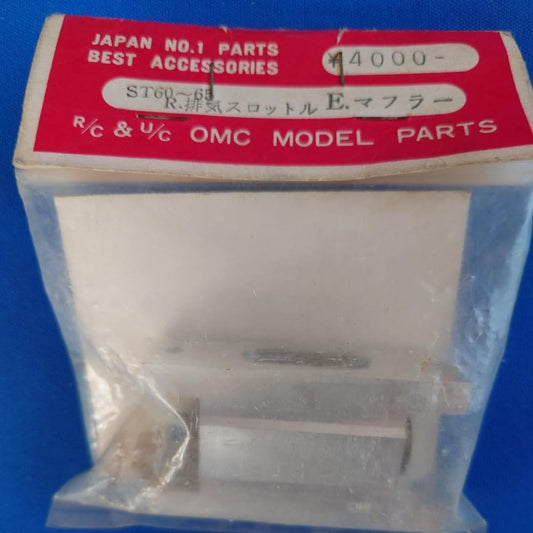 JAPAN NO.1 PARTS
BEST ACCESSORIES
¥4000-
ST60～65
R.排気スロットル E.マフラー
R/C & U/C OMC MODEL PARTS